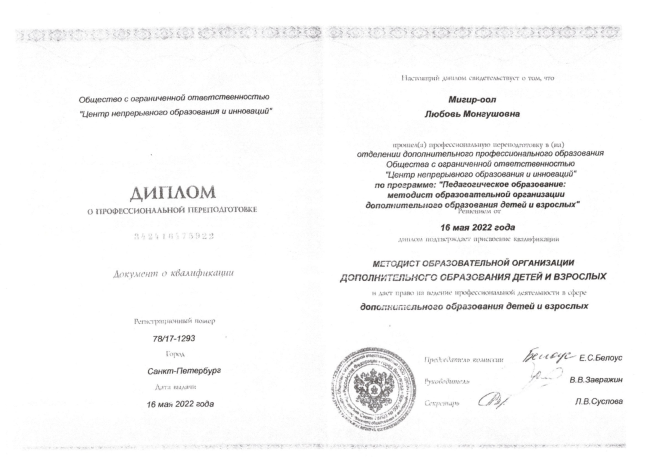 Общество с ограниченной ответственностью
"Центр непрерывного образования и инноваций"
ДИПЛОМ
О ПРОФЕССИОНАЛЬНОЙ ПЕРЕПОДГОТОВКЕ
Документ о квалификации
Регистрационный номер
78/17-1293
Город
Санкт-Петербург
Дата выдачи
16 мая 2022 года
Настоящий диплом свидетельствует о том, что
Мигир-оол
Любовь Монгушовна
прошел(а) профессиональную переподготовку в (на)
отделении дополнительного профессионального образования
Общества с ограниченной ответственностью
"Центр непрерывного образования и инноваций"
по программе: "Педагогическое образование:
методист образовательной организации
дополнительного образования детей и взрослых"
Решением от
16 мая 2022 года
диплом подтверждает присвоение квалификации
МЕТОДИСТ ОБРАЗОВАТЕЛЬНОЙ ОРГАНИЗАЦИИ
ДОПОЛНИТЕЛЬНОГО ОБРАЗОВАНИЯ ДЕТЕЙ И ВЗРОСЛЫХ
и дает право на ведение профессиональной деятельности в сфере
дополнительного образования детей и взрослых
Председатель комиссии Белоус Е.С.Белоус
Руководитель В.В.Завражин
Секретарь Л.В.Суслова